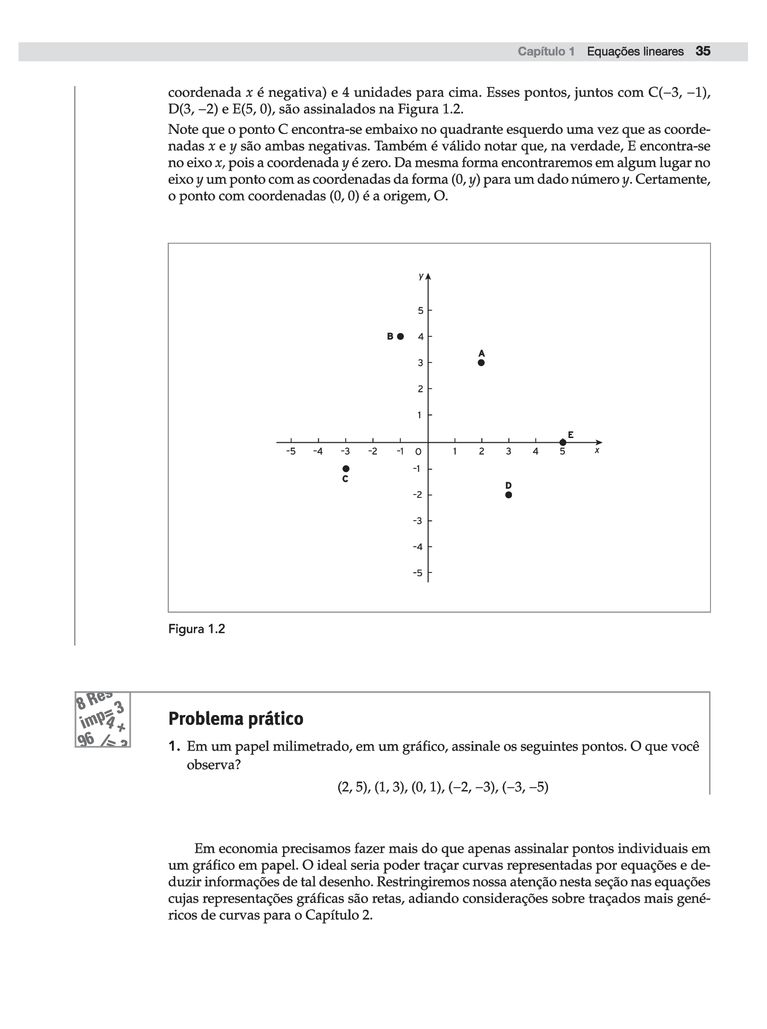 Capítulo 1 Equações lineares 35
coordenada x é negativa) e 4 unidades para cima. Esses pontos, juntos com C(−3, −1),
D(3, −2) e E(5, 0), são assinalados na Figura 1.2.
Note que o ponto C encontra-se embaixo no quadrante esquerdo uma vez que as coorde-
nadas x e y são ambas negativas. Também é válido notar que, na verdade, E encontra-se
no eixo x, pois a coordenada y é zero. Da mesma forma encontraremos em algum lugar no
eixo y um ponto com as coordenadas da forma (0, y) para um dado número y. Certamente,
o ponto com coordenadas (0, 0) é a origem, O.
y
5
B 4
A
3
2
1
E
-5 -4 -3 -2 -1 O 1 2 3 4 5 x
-1
C
D
-2
-3
-4
-5
Figura 1.2
8 Res
imp= 3
4 x
96 /= 2
Problema prático
1. Em um papel milimetrado, em um gráfico, assinale os seguintes pontos. O que você
observa?
(2, 5), (1, 3), (0, 1), (−2, −3), (−3, −5)
Em economia precisamos fazer mais do que apenas assinalar pontos individuais em
um gráfico em papel. O ideal seria poder traçar curvas representadas por equações e de-
duzir informações de tal desenho. Restringiremos nossa atenção nesta seção nas equações
cujas representações gráficas são retas, adiando considerações sobre traçados mais gené-
ricos de curvas para o Capítulo 2.